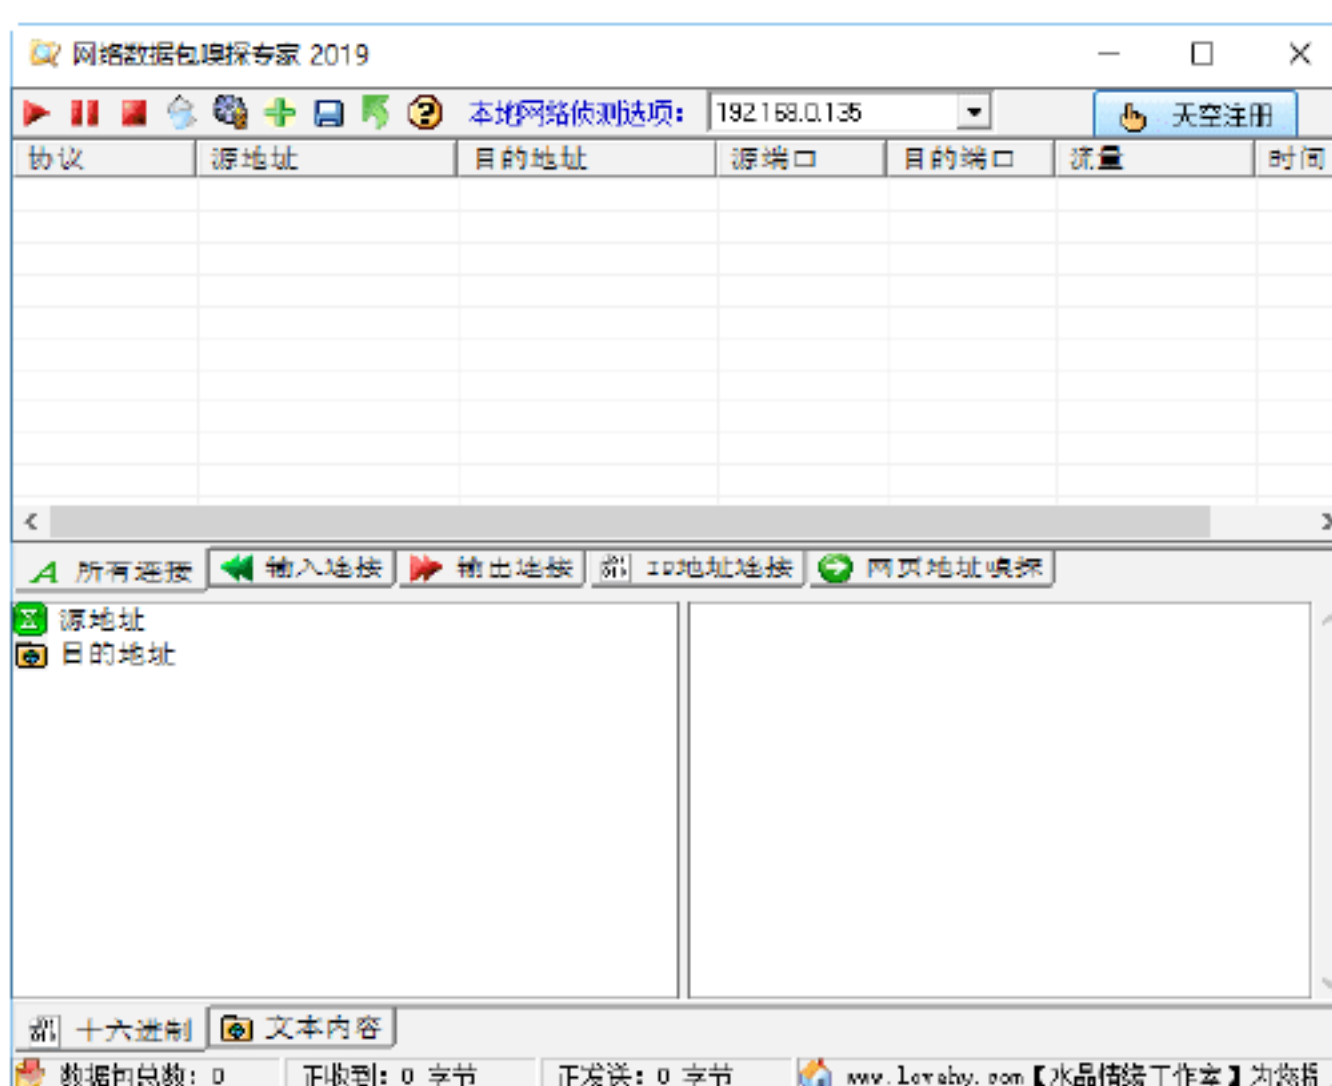 网络数据包嗅探专家 2019
本地网络侦测选项: 192.168.0.135 天空注册
协议 源地址 目的地址 源端口 目的端口 流量 时间
所有连接 输入连接 输出连接 IP地址连接 网页地址嗅探
源地址
目的地址
十六进制 文本内容
数据包总数: 0 正收到: 0 字节 正发送: 0 字节 【水晶情缘工作室】为您提